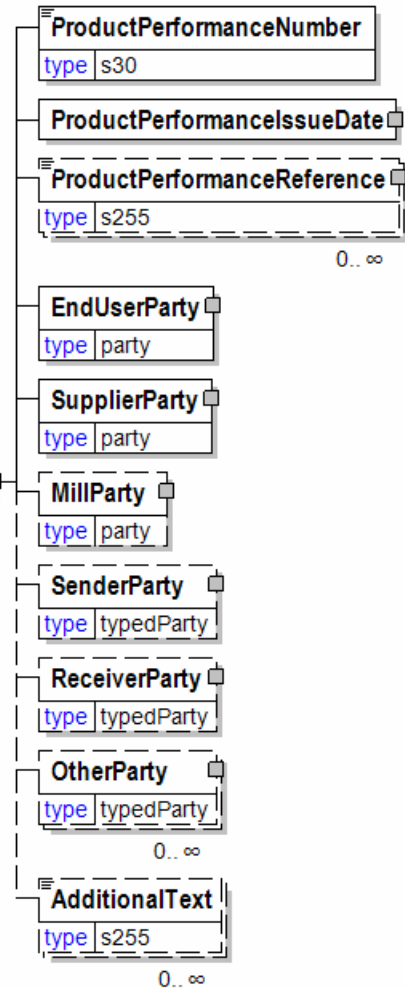 ProductPerformanceNumber
type s30
ProductPerformanceIssueDate
ProductPerformanceReference
type s255
0.. ∞
EndUserParty
type party
SupplierParty
type party
MillParty
type party
SenderParty
type typedParty
ReceiverParty
type typedParty
OtherParty
type typedParty
0.. ∞
AdditionalText
type s255
0.. ∞